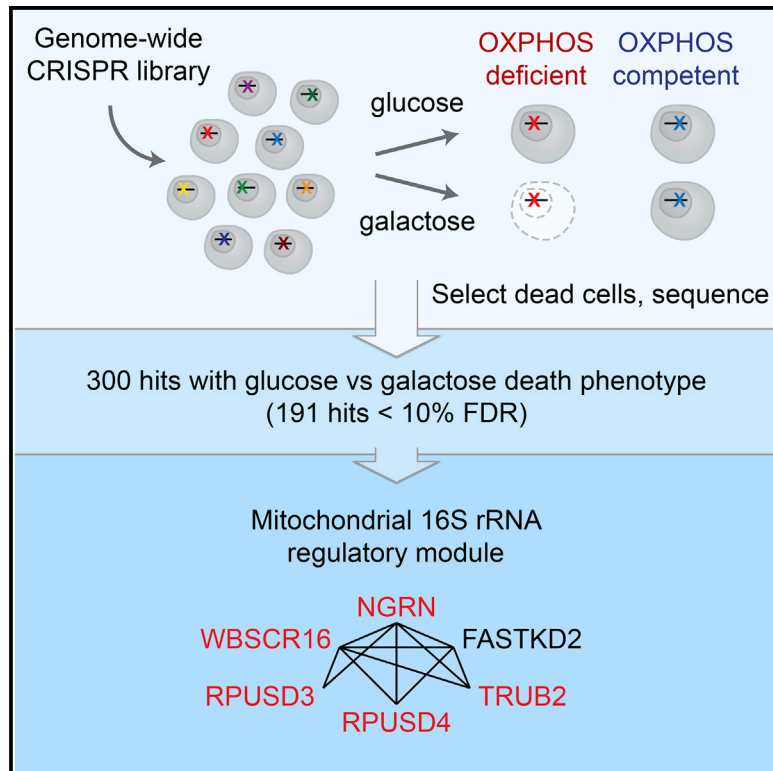 Genome-wide
CRISPR library
glucose
galactose
OXPHOS
deficient
OXPHOS
competent
Select dead cells, sequence
300 hits with glucose vs galactose death phenotype
(191 hits < 10% FDR)
Mitochondrial 16S rRNA
regulatory module
NGRN
WBSCR16
FASTKD2
RPUSD3
TRUB2
RPUSD4